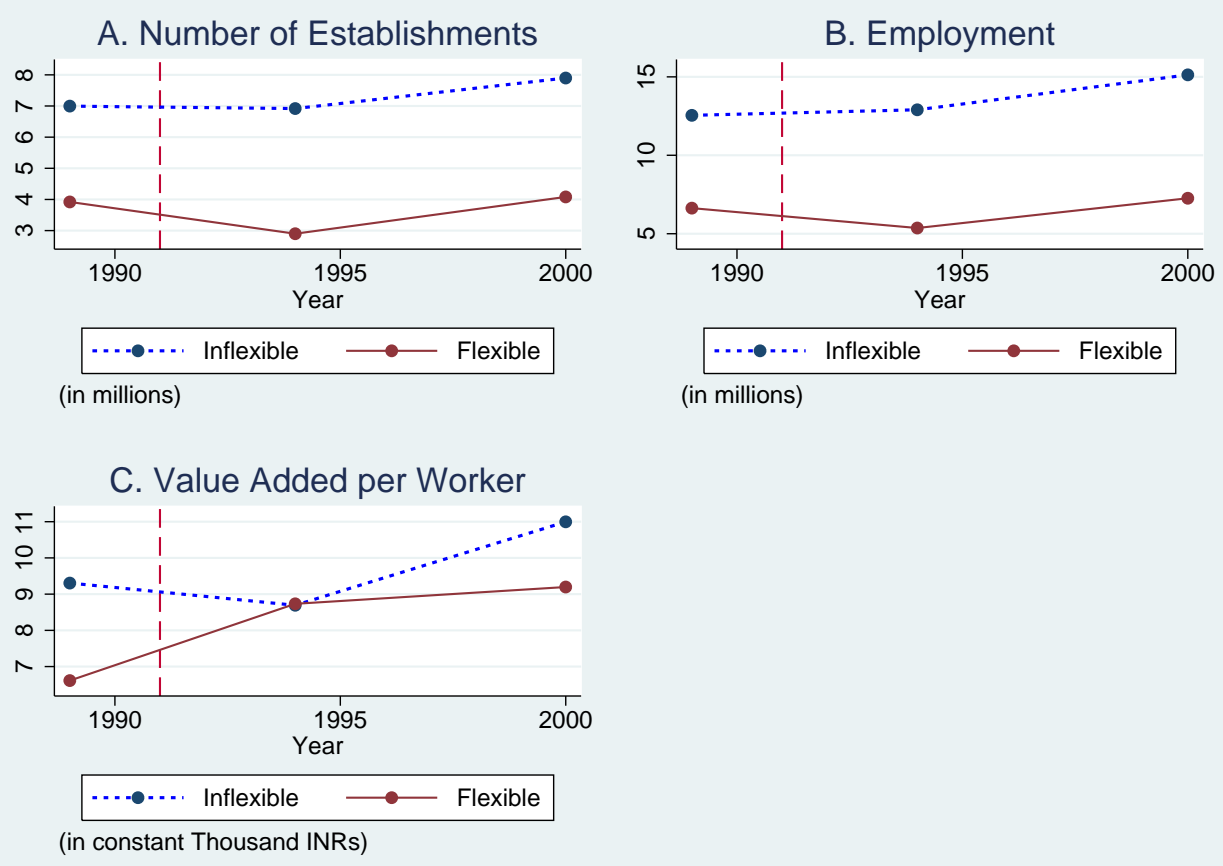 A. Number of Establishments
8
7
6
5
4
3
1990 1995 2000
Year
Inflexible Flexible
(in millions)
B. Employment
15
10
5
1990 1995 2000
Year
Inflexible Flexible
(in millions)
C. Value Added per Worker
11
10
9
8
7
1990 1995 2000
Year
Inflexible Flexible
(in constant Thousand INRs)